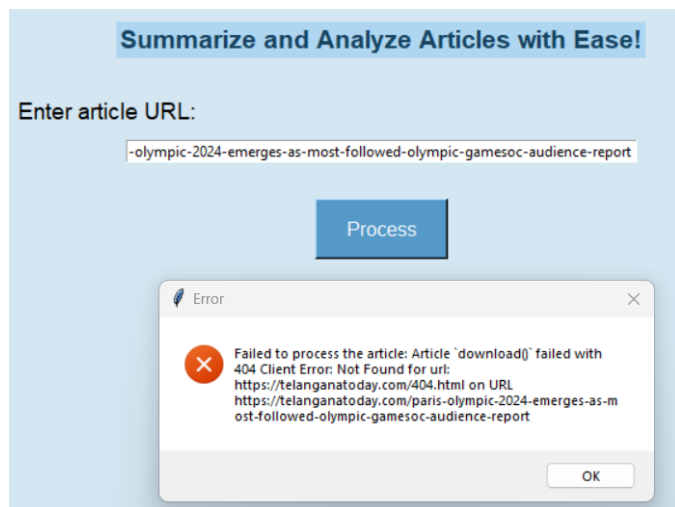 Summarize and Analyze Articles with Ease!
Enter article URL:
-olympic-2024-emerges-as-most-followed-olympic-gamesoc-audience-report
Process
Error
Failed to process the article: Article `download()` failed with
404 Client Error: Not Found for url:
https://telanganatoday.com/404.html on URL
https://telanganatoday.com/paris-olympic-2024-emerges-as-m
ost-followed-olympic-gamesoc-audience-report
OK